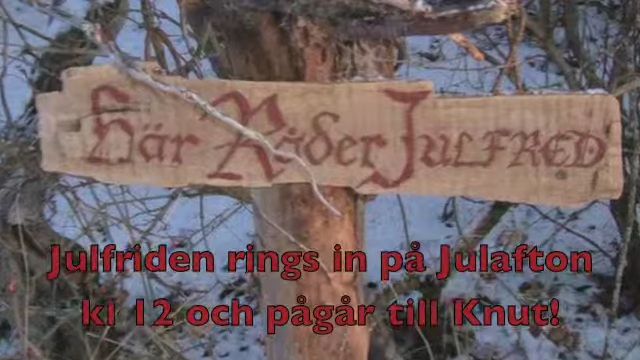 Här Råder JULFRED
Julfriden rings in på Julafton
kl 12 och pågår till Knut!